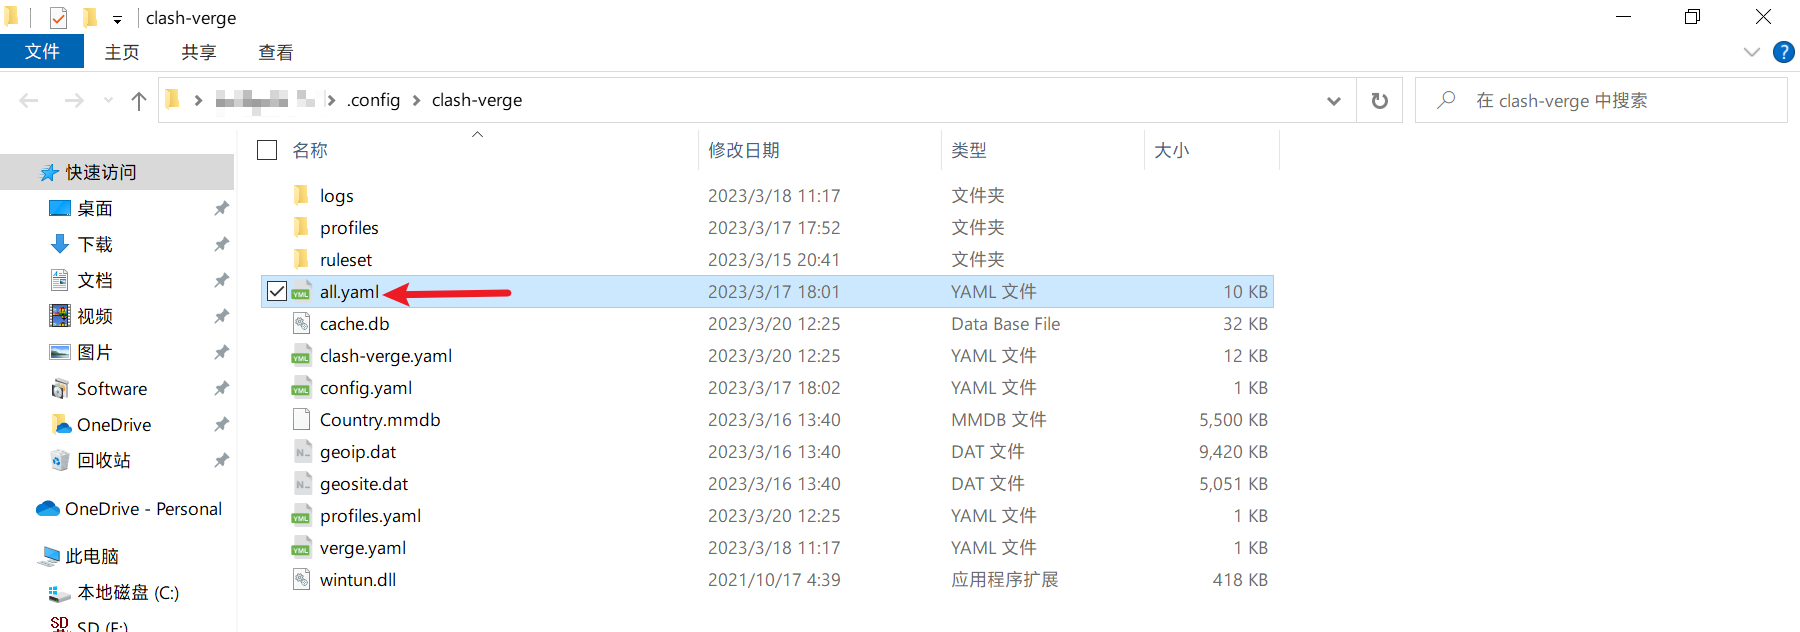 clash-verge
文件 主页 共享 查看
.config clash-verge 在 clash-verge 中搜索
名称 修改日期 类型 大小
快速访问
桌面
下载
文档
视频
图片
Software
OneDrive
回收站
OneDrive - Personal
此电脑
本地磁盘 (C:)
SD (F:)
logs 2023/3/18 11:17 文件夹
profiles 2023/3/17 17:52 文件夹
ruleset 2023/3/15 20:41 文件夹
all.yaml 2023/3/17 18:01 YAML 文件 10 KB
cache.db 2023/3/20 12:25 Data Base File 32 KB
clash-verge.yaml 2023/3/20 12:25 YAML 文件 12 KB
config.yaml 2023/3/17 18:02 YAML 文件 1 KB
Country.mmdb 2023/3/16 13:40 MMDB 文件 5,500 KB
geoip.dat 2023/3/16 13:40 DAT 文件 9,420 KB
geosite.dat 2023/3/16 13:40 DAT 文件 5,051 KB
profiles.yaml 2023/3/20 12:25 YAML 文件 1 KB
verge.yaml 2023/3/18 11:17 YAML 文件 1 KB
wintun.dll 2021/10/17 4:39 应用程序扩展 418 KB